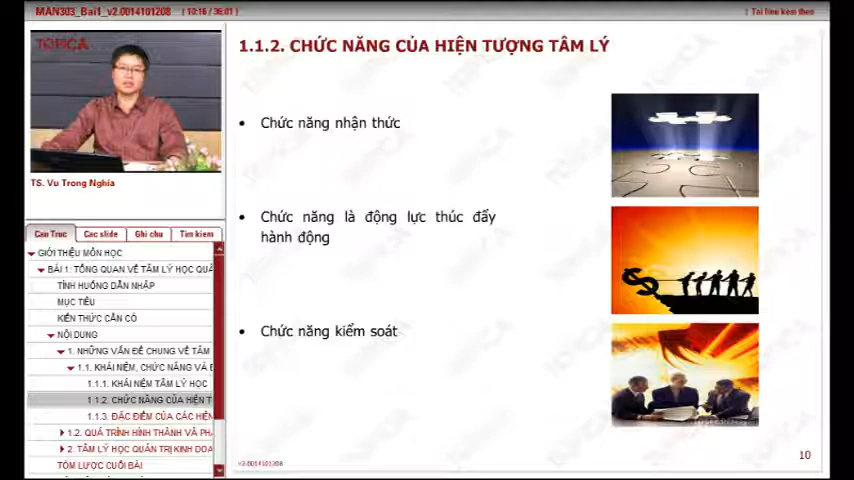 MAN303_Bai1_v2.0014101208 (10:16 / 36:01)
Tai lieu kem theo
TOPICA
TS. Vu Trong Nghia
Cau Truc
Cac slide
Ghi chu
Tim kiem
GIỚI THIỆU MÔN HỌC
BÀI 1: TỔNG QUAN VỀ TÂM LÝ HỌC QUẢ
TÌNH HUỐNG DẪN NHẬP
MỤC TIÊU
KIẾN THỨC CẦN CÓ
NỘI DUNG
1. NHỮNG VẤN ĐỀ CHUNG VỀ TÂM
1.1. KHÁI NIỆM, CHỨC NĂNG VÀ Đ
1.1.1. KHÁI NIỆM TÂM LÝ HỌC
1.1.2. CHỨC NĂNG CỦA HIỆN T
1.1.3. ĐẶC ĐIỂM CỦA CÁC HIỆN
1.2. QUÁ TRÌNH HÌNH THÀNH VÀ PH
2. TÂM LÝ HỌC QUẢN TRỊ KINH DOA
TÓM LƯỢC CUỐI BÀI
1.1.2. CHỨC NĂNG CỦA HIỆN TƯỢNG TÂM LÝ
• Chức năng nhận thức
• Chức năng là động lực thúc đẩy
hành động
• Chức năng kiểm soát
v2.0014101208
10